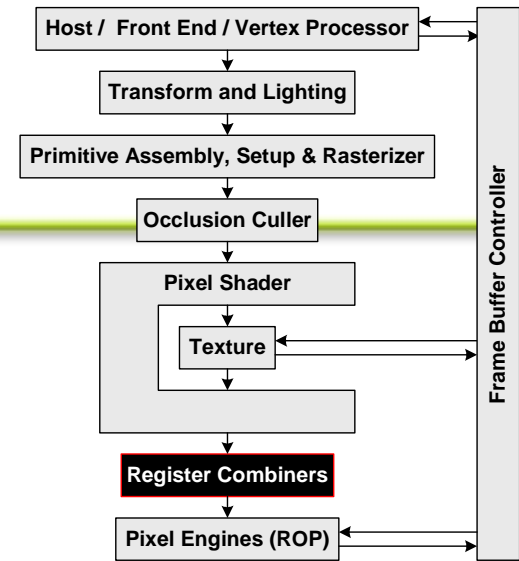 Host / Front End / Vertex Processor
Transform and Lighting
Primitive Assembly, Setup & Rasterizer
Occlusion Culler
Pixel Shader
Texture
Register Combiners
Pixel Engines (ROP)
Frame Buffer Controller